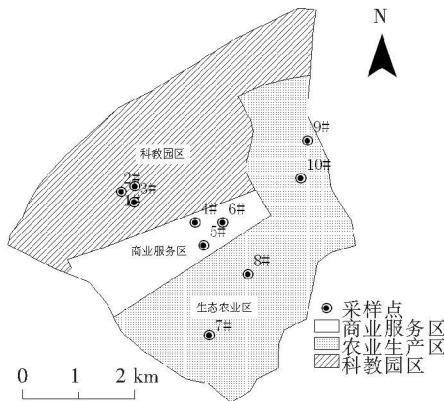 N
9#
10#
科教园区
2#
3#
1#
4#
6#
5#
商业服务区
8#
生态农业区
7#
采样点
商业服务区
农业生产区
科教园区
0 1 2 km